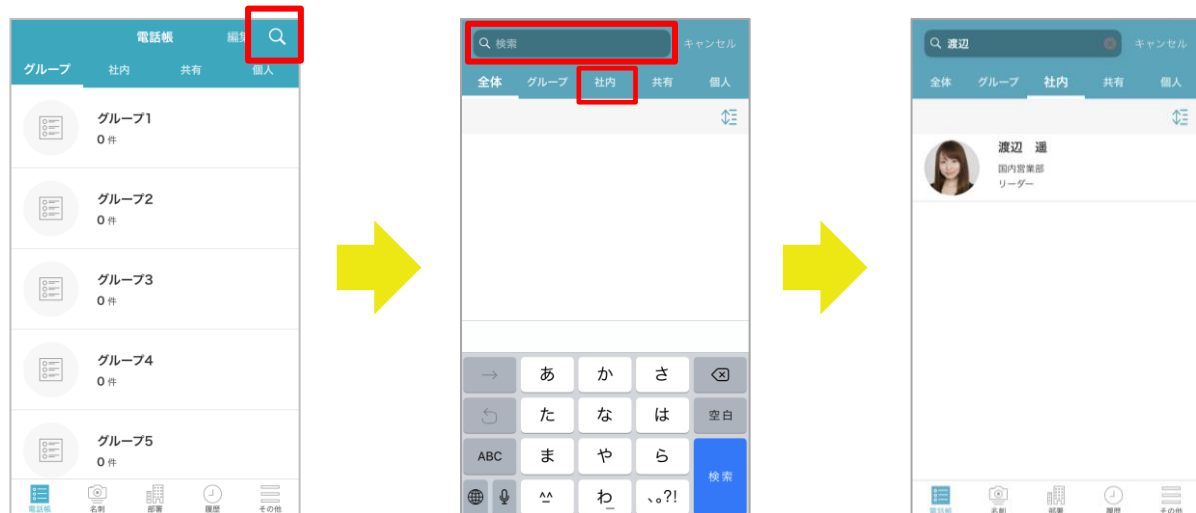 電話帳 編集
グループ 社内 共有 個人
グループ1
0 件
グループ2
0 件
グループ3
0 件
グループ4
0 件
グループ5
0 件
電話帳 名刺 部署 履歴 その他
検索 キャンセル
全体 グループ 社内 共有 個人
→ あ か さ
た な は 空白
ABC ま や ら 検索
^^ わ_ 、。?!
渡辺 キャンセル
全体 グループ 社内 共有 個人
渡辺 遥
国内営業部
リーダー
電話帳 名刺 部署 履歴 その他